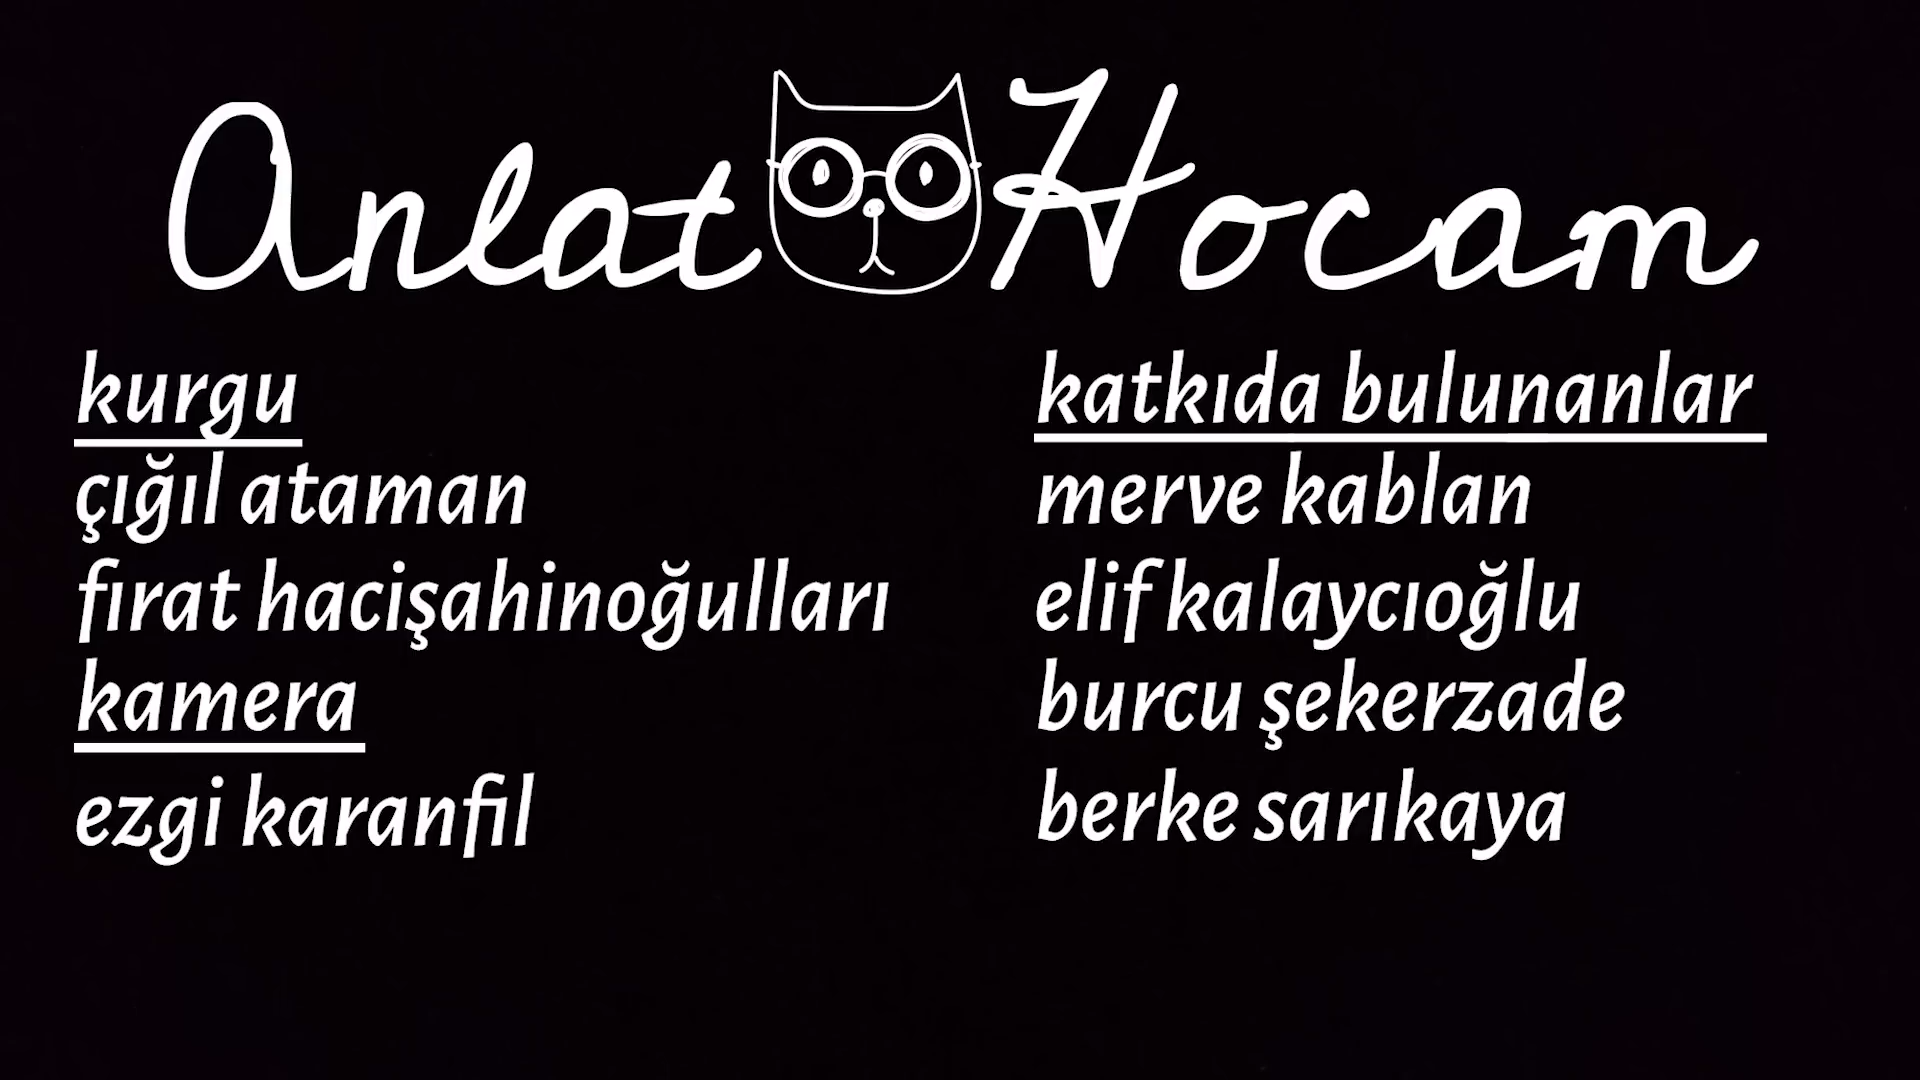 Anlat Hocam
kurgu
çığıl ataman
fırat hacişahinoğulları
kamera
ezgi karanfil
katkıda bulunanlar
merve kablan
elif kalaycıoğlu
burcu şekerzade
berke sarıkaya